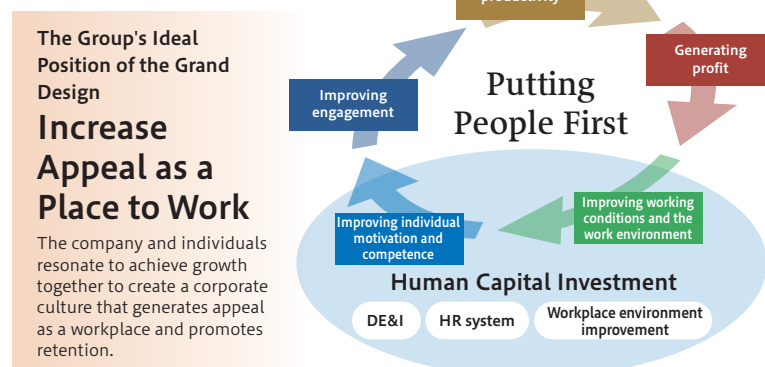 The Group's Ideal
Position of the Grand
Design
Increase
Appeal as a
Place to Work
The company and individuals
resonate to achieve growth
together to create a corporate
culture that generates appeal
as a workplace and promotes
retention.
productivity
Generating
profit
Improving
engagement
Putting
People First
Improving working
conditions and the
work environment
Improving individual
motivation and
competence
Human Capital Investment
DE&I
HR system
Workplace environment
improvement